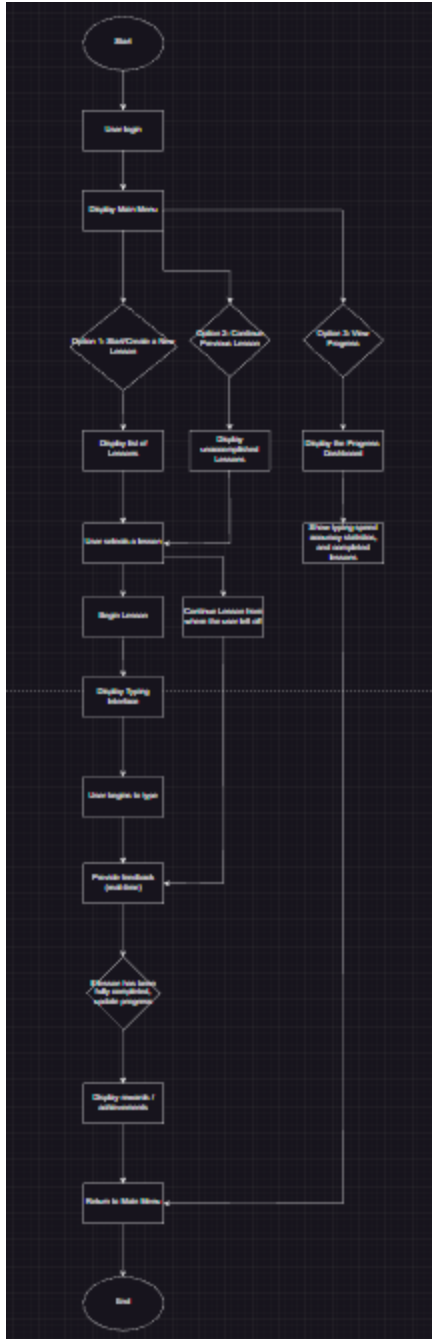 Start
User login
Display Main Menu
Option 1: Start/Create a New
Lesson
Option 2: Continue
Previous Lesson
Option 3: View
Progress
Display list of
Lessons
Display
unaccomplished
Lessons
Display the Progress
Dashboard
User selects a lesson
Show typing speed
accuracy statistics,
and completed
lessons.
Begin Lesson
Continue Lesson from
where the user left off
Display Typing
Interface
User begins to type
Provide feedback
(real-time)
If lesson has been
fully completed,
update progress
Display rewards /
achievements
Return to Main Menu
End